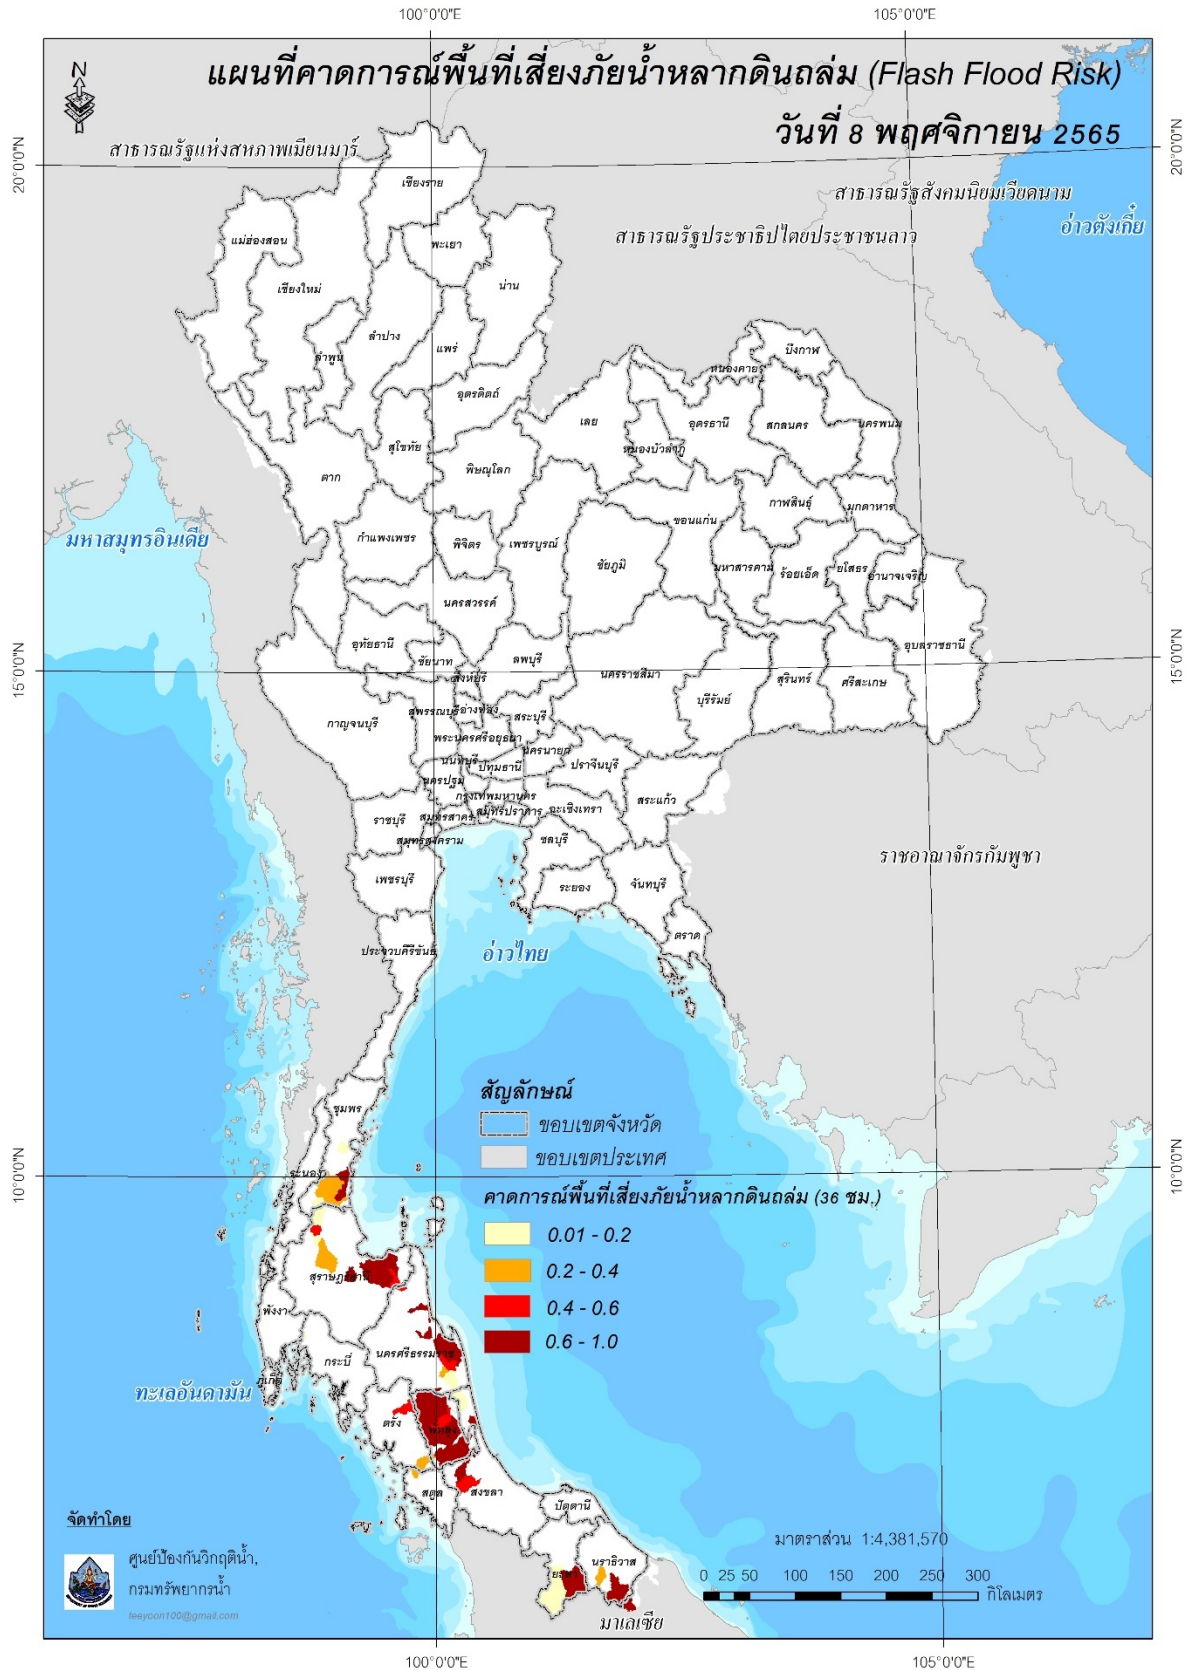 100°0'0"E
105°0'0"E
N
แผนที่คาดการณ์พื้นที่เสี่ยงภัยน้ำหลากดินถล่ม (Flash Flood Risk)
วันที่ 8 พฤศจิกายน 2565
20°0'0"N
20°0'0"N
สาธารณรัฐแห่งสหภาพเมียนมาร์
สาธารณรัฐสังคมนิยมเวียดนาม
สาธารณรัฐประชาธิปไตยประชาชนลาว
อ่าวตังเกี๋ย
เชียงราย
แม่ฮ่องสอน
พะเยา
เชียงใหม่
น่าน
ลำปาง
แพร่
ลำพูน
บึงกาฬ
หนองคาย
อุตรดิตถ์
เลย
อุดรธานี
สกลนคร
นครพนม
สุโขทัย
หนองบัวลำภู
พิษณุโลก
ตาก
กาฬสินธุ์
มุกดาหาร
ขอนแก่น
มหาสมุทรอินเดีย
กำแพงเพชร
พิจิตร
เพชรบูรณ์
ชัยภูมิ
มหาสารคาม
ร้อยเอ็ด
ยโสธร
อำนาจเจริญ
นครสวรรค์
อุทัยธานี
ชัยนาท
ลพบุรี
อุบลราชธานี
15°0'0"N
15°0'0"N
สิงห์บุรี
นครราชสีมา
สุรินทร์
ศรีสะเกษ
บุรีรัมย์
กาญจนบุรี
สุพรรณบุรี
อ่างทอง
สระบุรี
พระนครศรีอยุธยา
นครนายก
นนทบุรี
ปทุมธานี
ปราจีนบุรี
นครปฐม
กรุงเทพมหานคร
สระแก้ว
ราชบุรี
สมุทรสาคร
สมุทรปราการ
ฉะเชิงเทรา
สมุทรสงคราม
ชลบุรี
ราชอาณาจักรกัมพูชา
เพชรบุรี
ระยอง
จันทบุรี
ตราด
ประจวบคีรีขันธ์
อ่าวไทย
สัญลักษณ์
ขอบเขตจังหวัด
ขอบเขตประเทศ
ชุมพร
10°0'0"N
10°0'0"N
ระนอง
คาดการณ์พื้นที่เสี่ยงภัยน้ำหลากดินถล่ม (36 ชม.)
0.01 - 0.2
0.2 - 0.4
0.4 - 0.6
0.6 - 1.0
สุราษฎร์ธานี
พังงา
นครศรีธรรมราช
กระบี่
ภูเก็ต
ทะเลอันดามัน
ตรัง
พัทลุง
สตูล
สงขลา
ปัตตานี
นราธิวาส
ยะลา
มาเลเซีย
จัดทำโดย
ศูนย์ป้องกันวิกฤติน้ำ,
กรมทรัพยากรน้ำ
teeyoon100@gmail.com
มาตราส่วน 1:4,381,570
0 25 50 100 150 200 250 300
กิโลเมตร
100°0'0"E
105°0'0"E